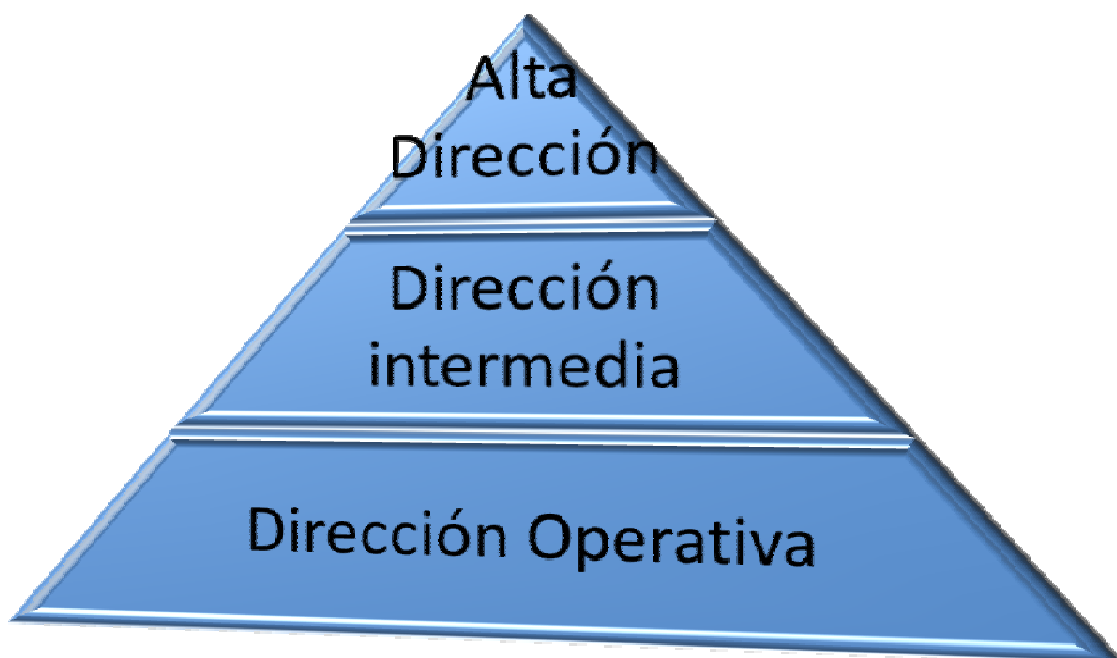 Alta
Dirección
Dirección
intermedia
Dirección Operativa